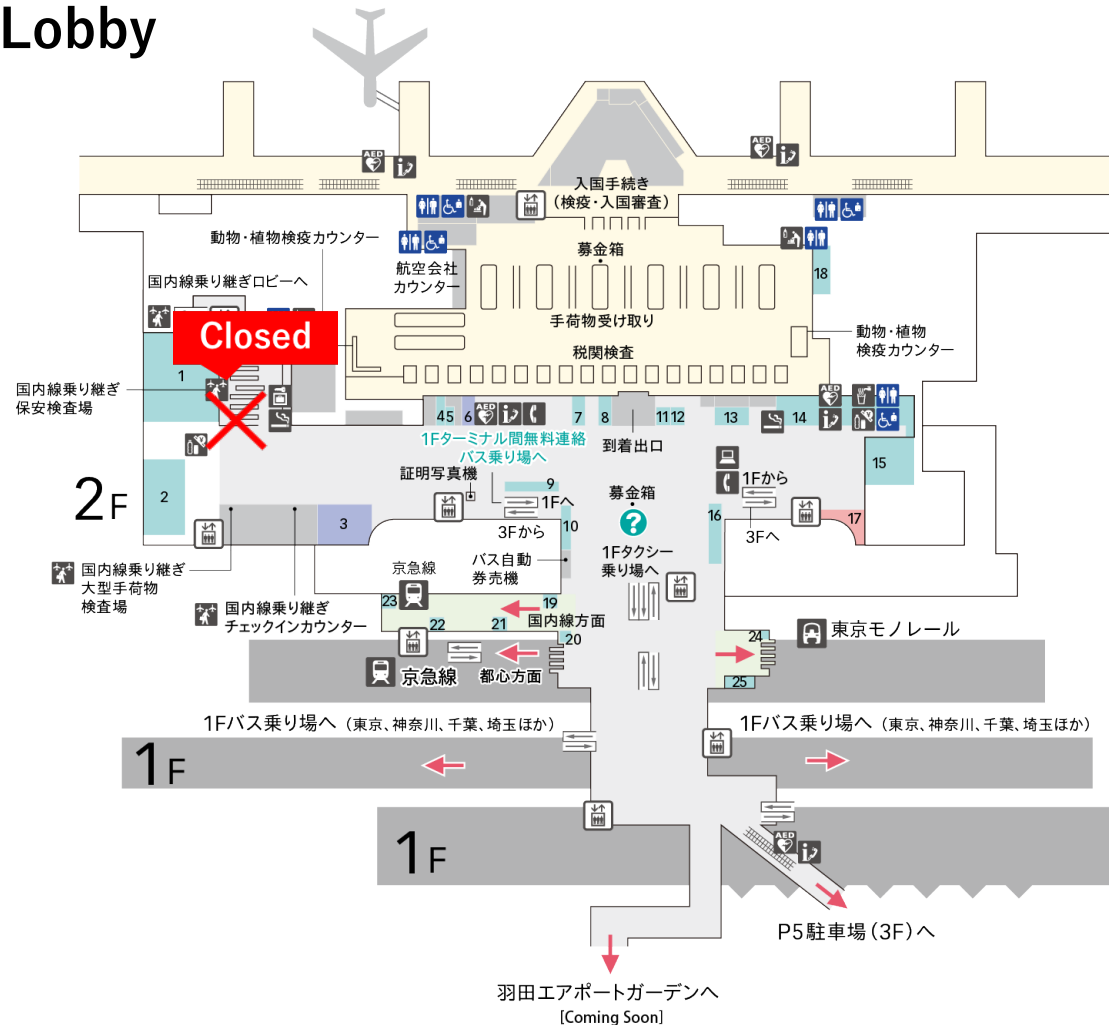 Lobby
AED
AED
入国手続き
（検疫・入国審査）
動物・植物検疫カウンター
航空会社
カウンター
募金箱
18
国内線乗り継ぎロビーへ
Closed
手荷物受け取り
動物・植物
検疫カウンター
税関検査
1
国内線乗り継ぎ
保安検査場
4
5
6
AED
7
8
到着出口
11
12
13
14
AED
1Fターミナル間無料連絡
バス乗り場へ
15
証明写真機
2F
2
3
9
1Fへ
3Fから
10
募金箱
?
16
1Fから
3Fへ
17
1Fタクシー
乗り場へ
バス自動
券売機
国内線乗り継ぎ
大型手荷物
検査場
国内線乗り継ぎ
チェックインカウンター
京急線
23
22
21
19
国内線方面
20
京急線
都心方面
24
東京モノレール
25
1Fバス乗り場へ（東京、神奈川、千葉、埼玉ほか）
1Fバス乗り場へ（東京、神奈川、千葉、埼玉ほか）
1F
1F
AED
P5駐車場（3F）へ
羽田エアポートガーデンへ
[Coming Soon]